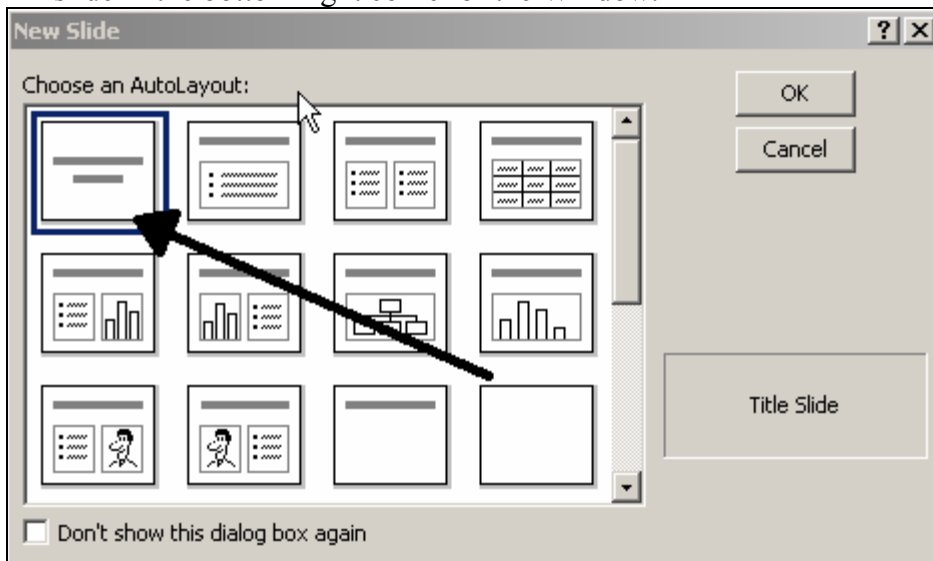 New Slide
Choose an AutoLayout:
OK
Cancel
Title Slide
Don't show this dialog box again